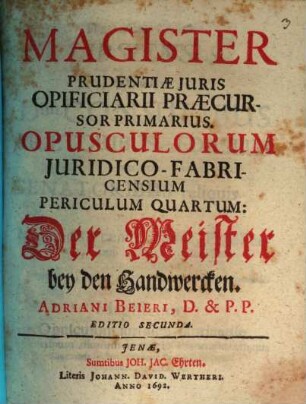 3
MAGISTER
PRUDENTIÆ JURIS
OPIFICIARII PRÆCUR-
SOR PRIMARIUS.
OPUSCULORUM
JURIDICO-FABRI-
CENSIUM
PERICULUM QUARTUM:
Der Meister
bey den Handwercken.
ADRIANI BEIERI, D. & P. P.
EDITIO SECUNDA.
JENÆ,
Sumtibus JOH. JAC. Ehrten.
Literis JOHANN. DAVID. WERTHERI.
ANNO 1692.